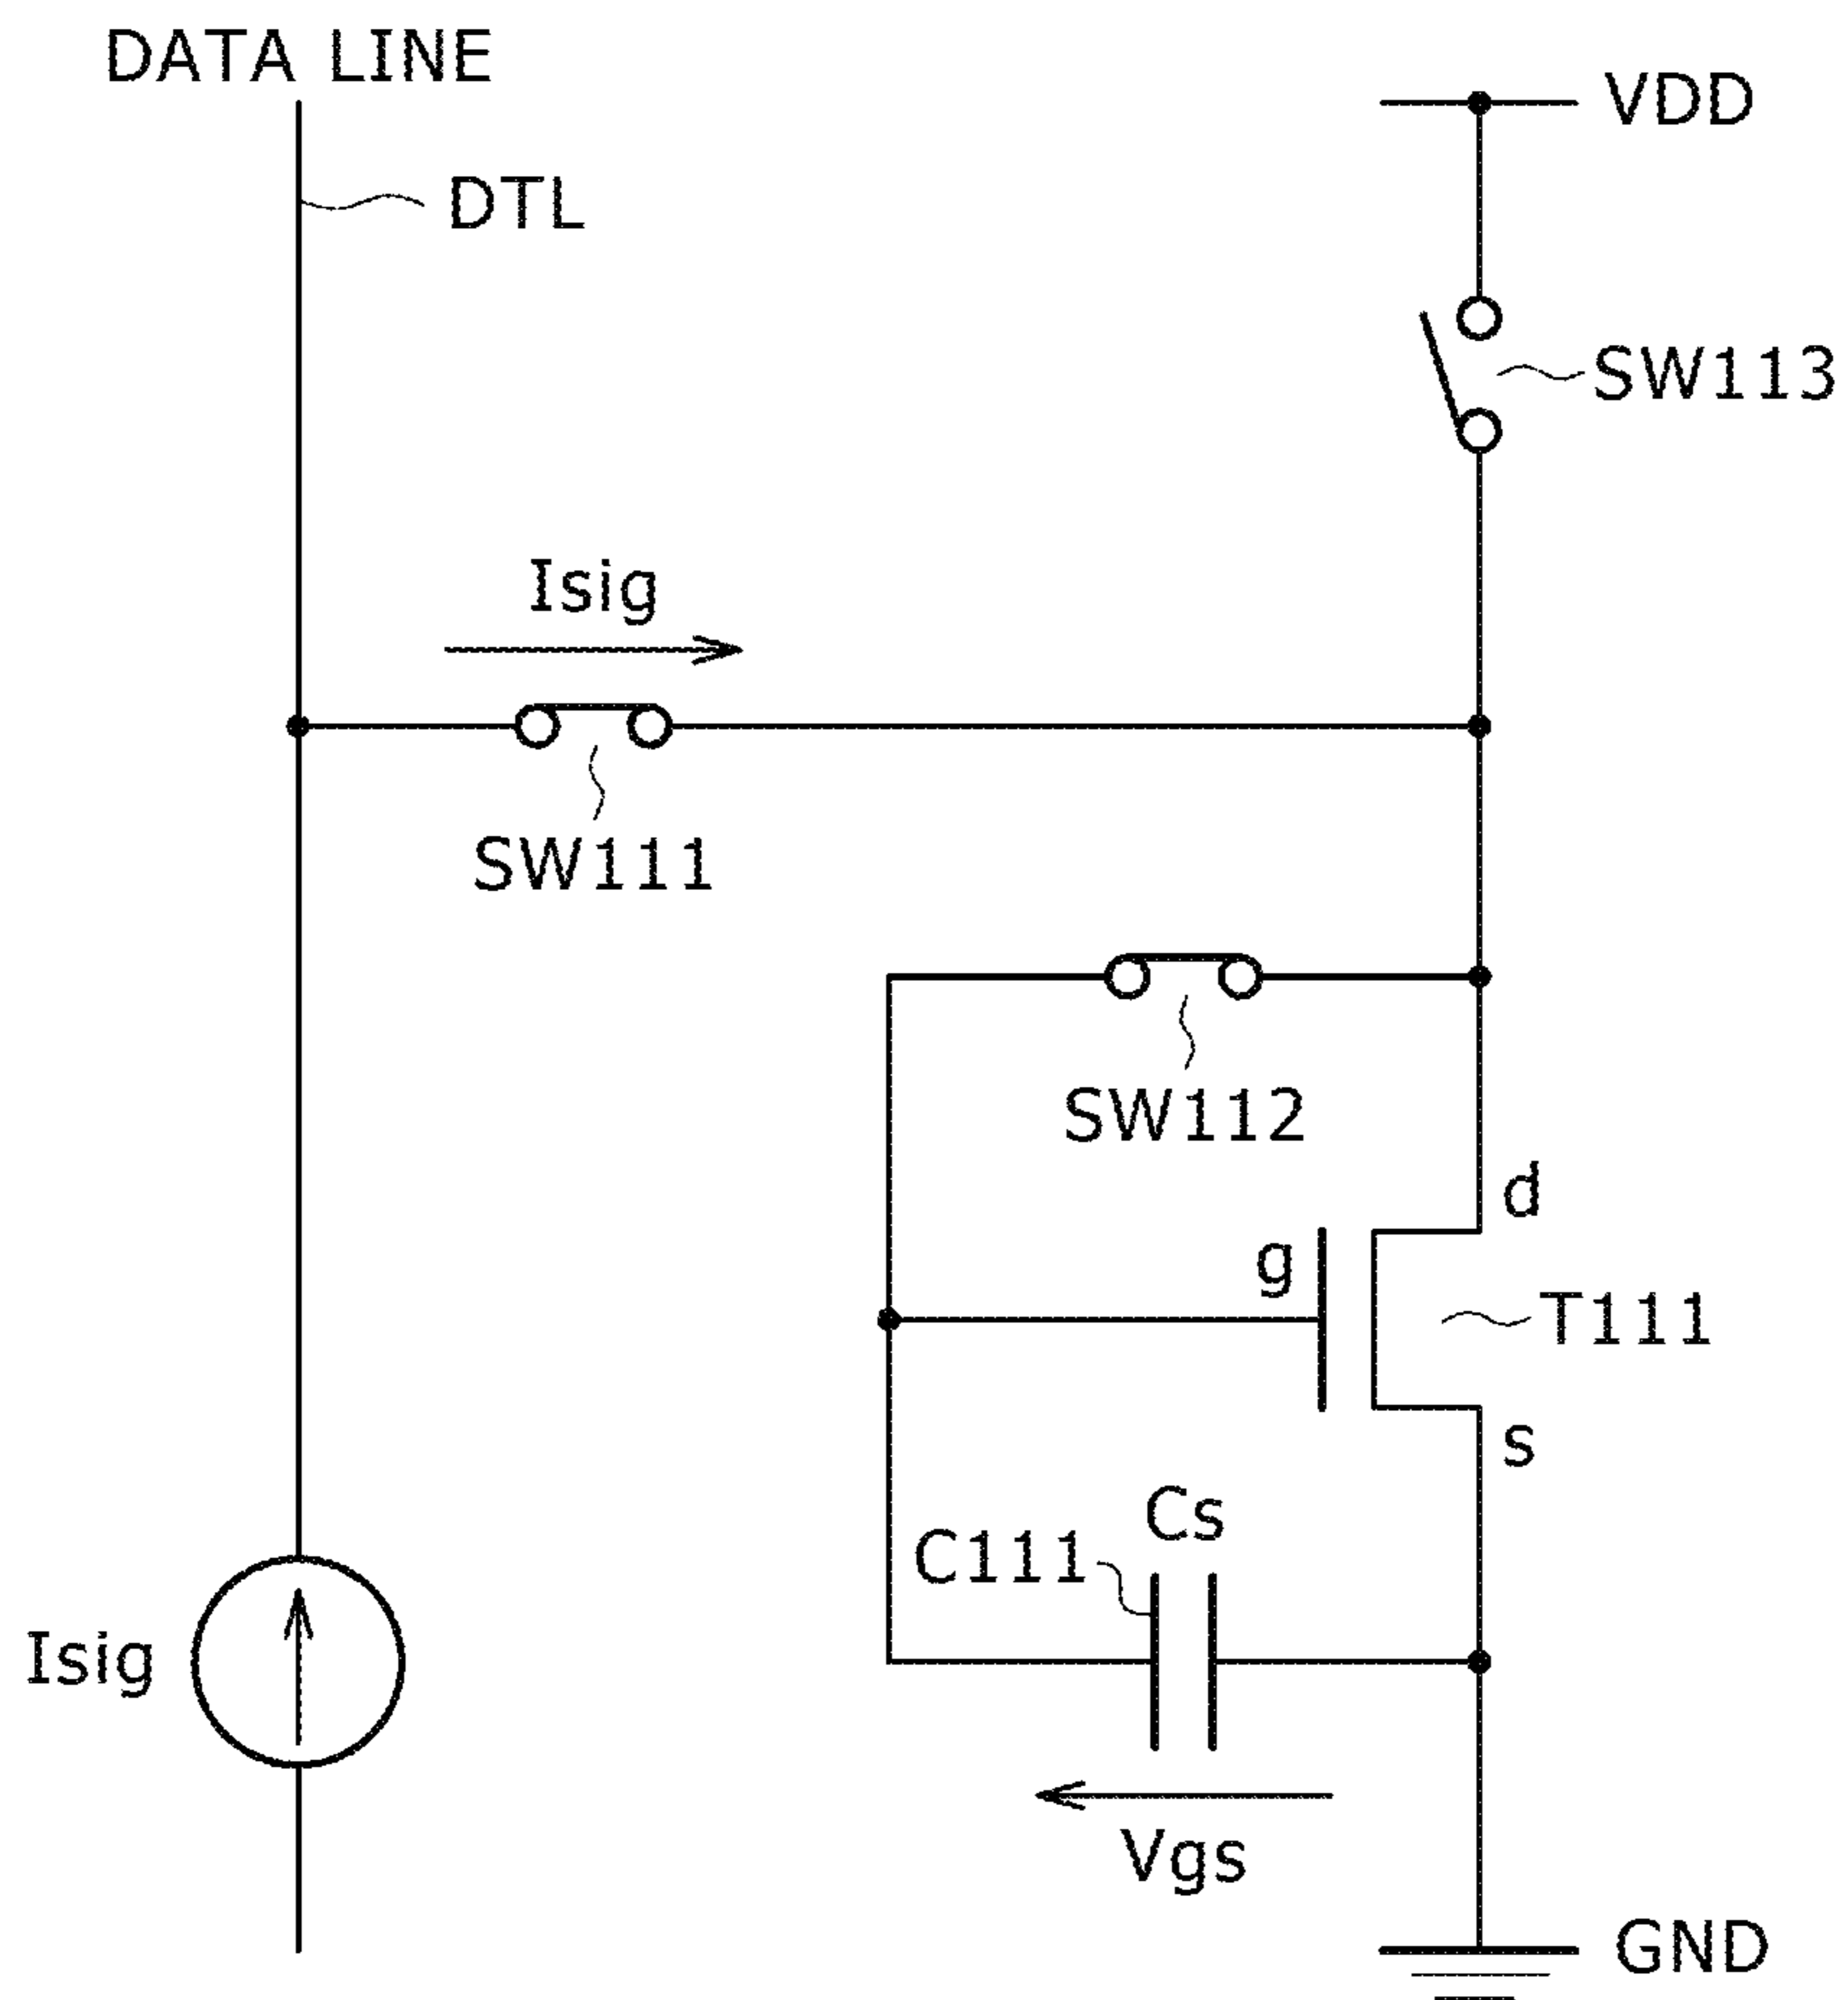 DATA LINE
VDD
DTL
SW113
Isig
SW111
SW112
d
g
T111
s
Cs
C111
Isig
Vgs
GND